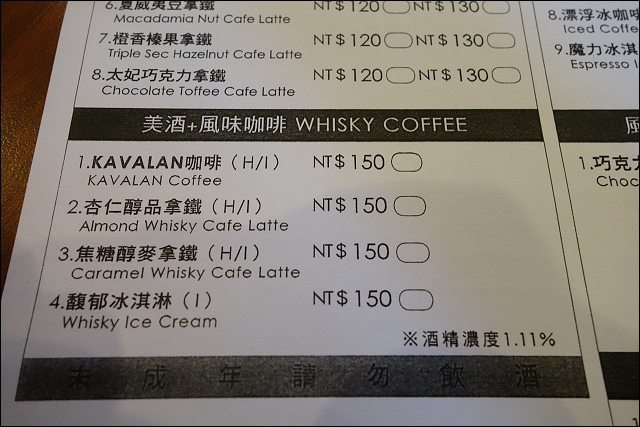 6.夏威夷豆拿鐵 NT$120 NT$130
Macadamia Nut Cafe Latte
7.橙香榛果拿鐵 NT$120 NT$130
Triple Sec Hazelnut Cafe Latte
8.太妃巧克力拿鐵 NT$120 NT$130
Chocolate Toffee Cafe Latte
美酒+風味咖啡 WHISKY COFFEE
1.KAVALAN咖啡（H/I） NT$150
KAVALAN Coffee
2.杏仁醇品拿鐵（H/I） NT$150
Almond Whisky Cafe Latte
3.焦糖醇麥拿鐵（H/I） NT$150
Caramel Whisky Cafe Latte
4.馥郁冰淇淋（I） NT$150
Whisky Ice Cream
※酒精濃度1.11%
未成年請勿飲酒
8.漂浮冰咖啡
Iced Coffe
9.魔力冰淇
Espresso I
風
1.巧克力
Choc